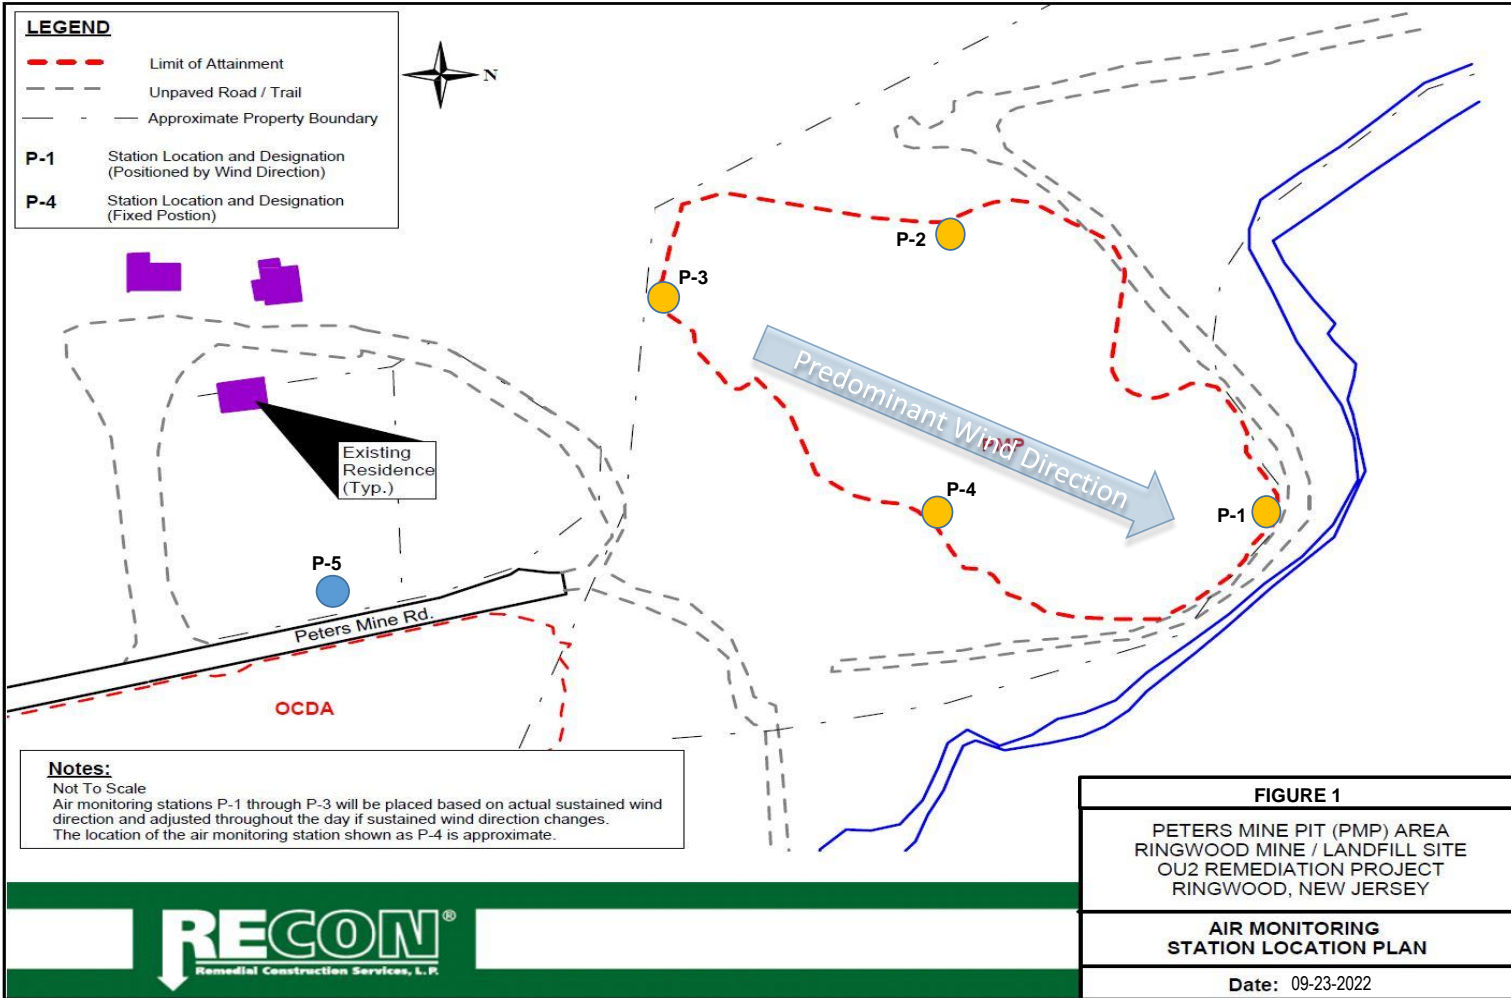 LEGEND
Limit of Attainment
Unpaved Road / Trail
Approximate Property Boundary
P-1 Station Location and Designation
(Positioned by Wind Direction)
P-4 Station Location and Designation
(Fixed Postion)
N
P-2
P-3
Predominant Wind Direction
PMP
P-4
P-1
Existing
Residence
(Typ.)
P-5
Peters Mine Rd.
OCDA
Notes:
Not To Scale
Air monitoring stations P-1 through P-3 will be placed based on actual sustained wind
direction and adjusted throughout the day if sustained wind direction changes.
The location of the air monitoring station shown as P-4 is approximate.
RECON®
Remedial Construction Services, L.P.
FIGURE 1
PETERS MINE PIT (PMP) AREA
RINGWOOD MINE / LANDFILL SITE
OU2 REMEDIATION PROJECT
RINGWOOD, NEW JERSEY
AIR MONITORING
STATION LOCATION PLAN
Date: 09-23-2022